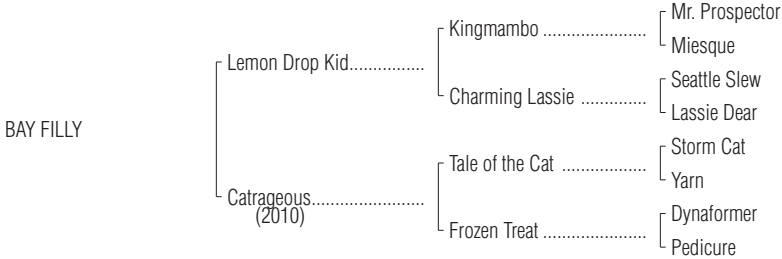 Mr. Prospector
Kingmambo ......................
Miesque
Lemon Drop Kid................
Seattle Slew
Charming Lassie ..............
Lassie Dear
BAY FILLY
Storm Cat
Tale of the Cat ..................
Yarn
Catrageous........................
(2010)
Dynaformer
Frozen Treat ......................
Pedicure